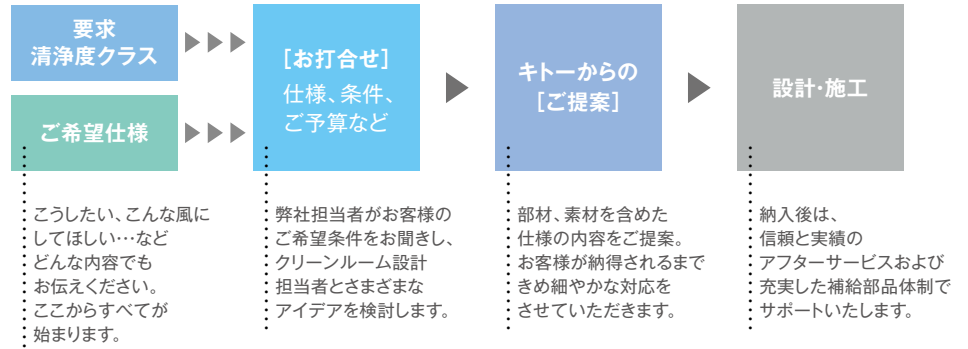 要求
清浄度クラス
ご希望仕様
[お打合せ]
仕様、条件、
ご予算など
キトーからの
[ご提案]
設計・施工
こうしたい、こんな風に
してほしい…など
どんな内容でも
お伝えください。
ここからすべてが
始まります。
弊社担当者がお客様の
ご希望条件をお聞きし、
クリーンルーム設計
担当者とさまざまな
アイデアを検討します。
部材、素材を含めた
仕様の内容をご提案。
お客様が納得されるまで
きめ細やかな対応を
させていただきます。
納入後は、
信頼と実績の
アフターサービスおよび
充実した補給部品体制で
サポートいたします。